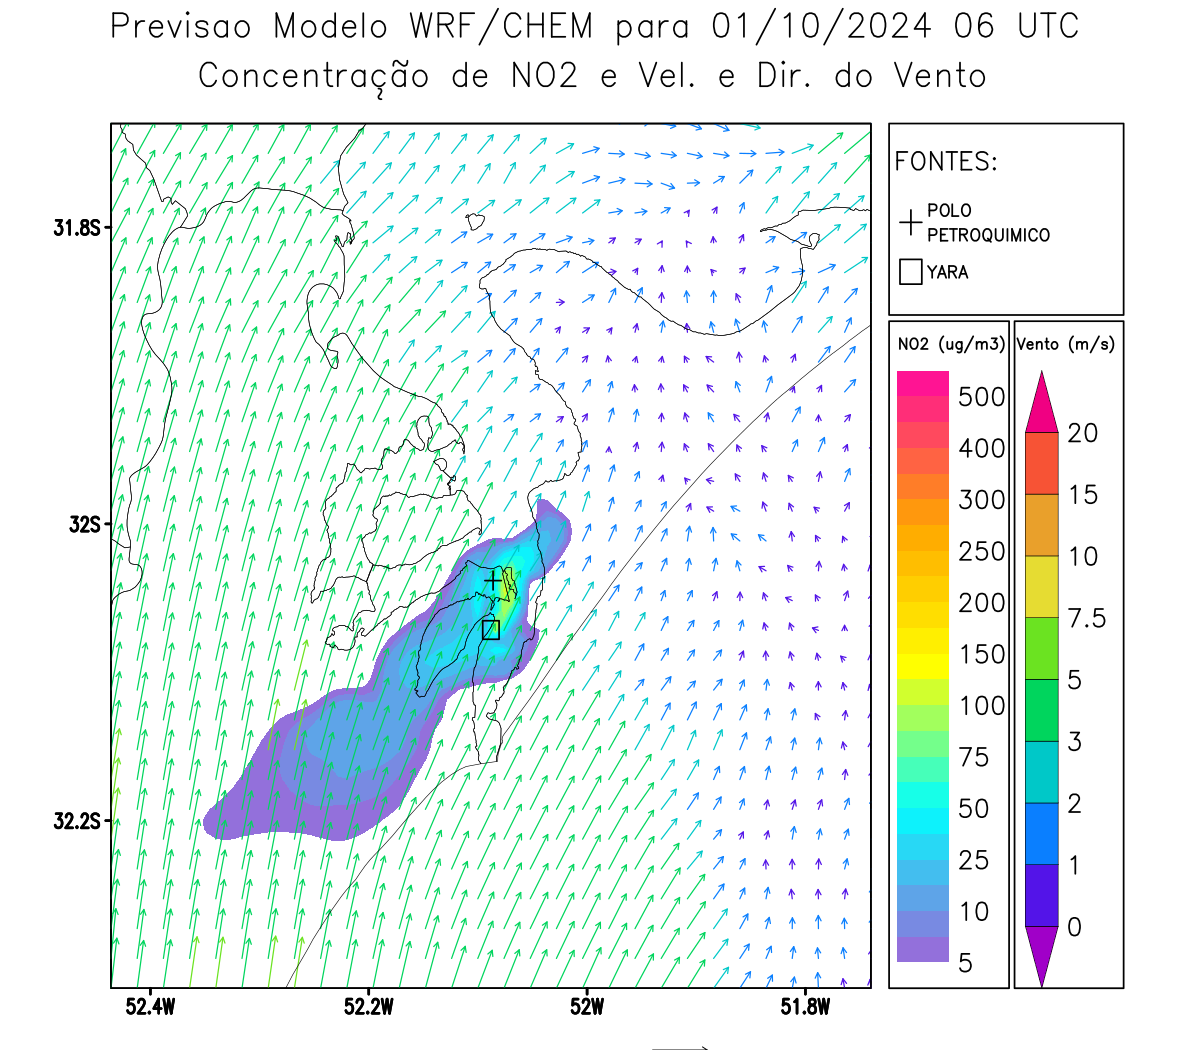 Previsao Modelo WRF/CHEM para 01/10/2024 06 UTC
Concentração de NO2 e Vel. e Dir. do Vento
FONTES:
POLO
PETROQUIMICO
YARA
NO2 (ug/m3)
500
400
300
250
200
150
100
75
50
25
10
5
Vento (m/s)
20
15
10
7.5
5
3
2
1
0
31.8S
32S
32.2S
52.4W
52.2W
52W
51.8W